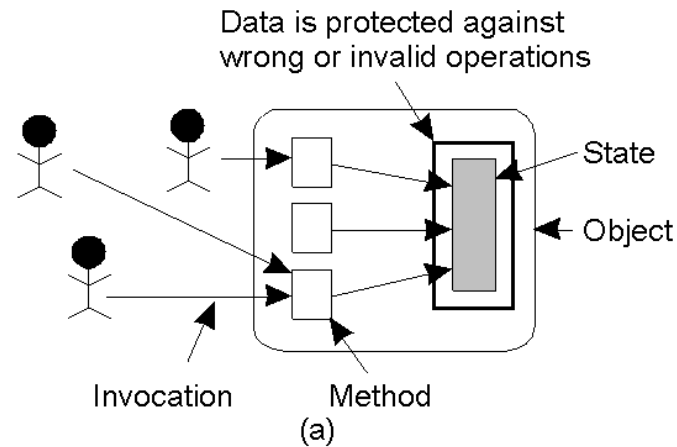 Data is protected against
wrong or invalid operations
State
Object
Invocation
Method
(a)